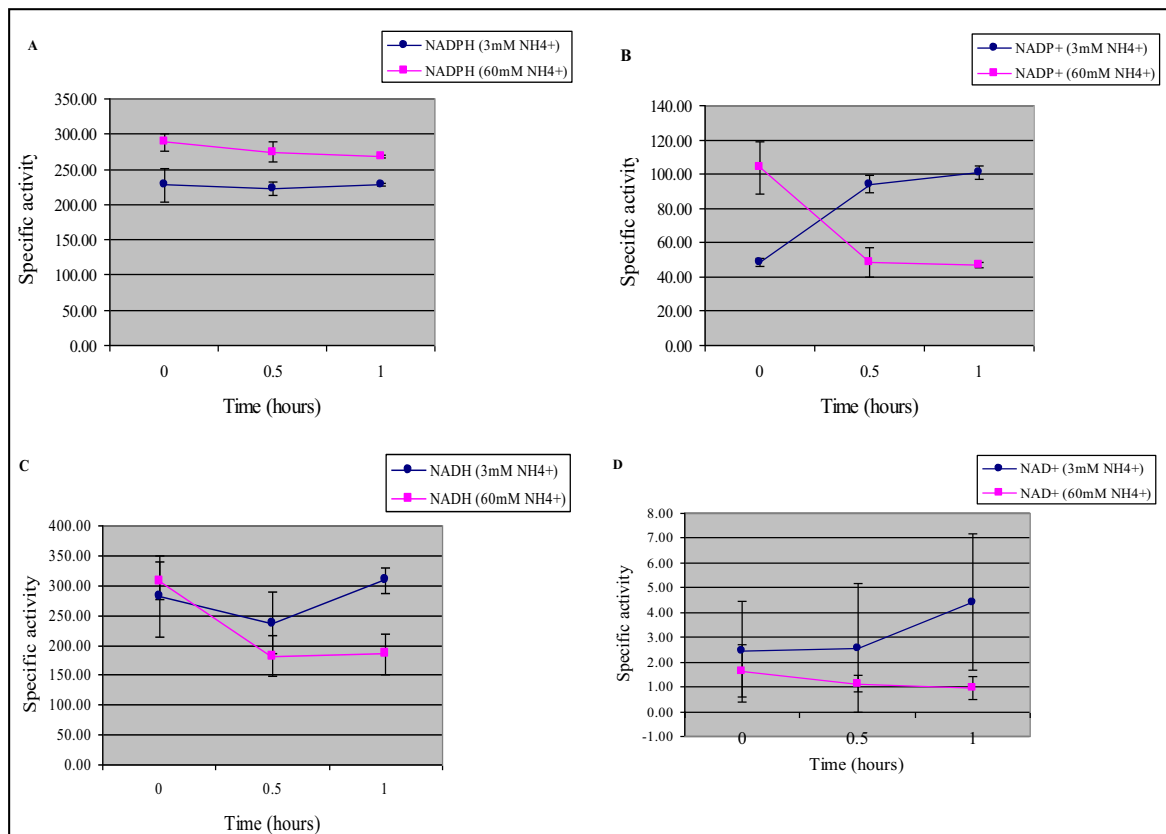 A
NADPH (3mM NH4+)
NADPH (60mM NH4+)
350.00
300.00
250.00
200.00
150.00
100.00
50.00
0.00
Specific activity
0 0.5 1
Time (hours)
B
NADP+ (3mM NH4+)
NADP+ (60mM NH4+)
140.00
120.00
100.00
80.00
60.00
40.00
20.00
0.00
Specific activity
0 0.5 1
Time (hours)
C
NADH (3mM NH4+)
NADH (60mM NH4+)
400.00
350.00
300.00
250.00
200.00
150.00
100.00
50.00
0.00
Specific activity
0 0.5 1
Time (hours)
D
NAD+ (3mM NH4+)
NAD+ (60mM NH4+)
8.00
7.00
6.00
5.00
4.00
3.00
2.00
1.00
0.00
-1.00
Specific activity
0 0.5 1
Time (hours)